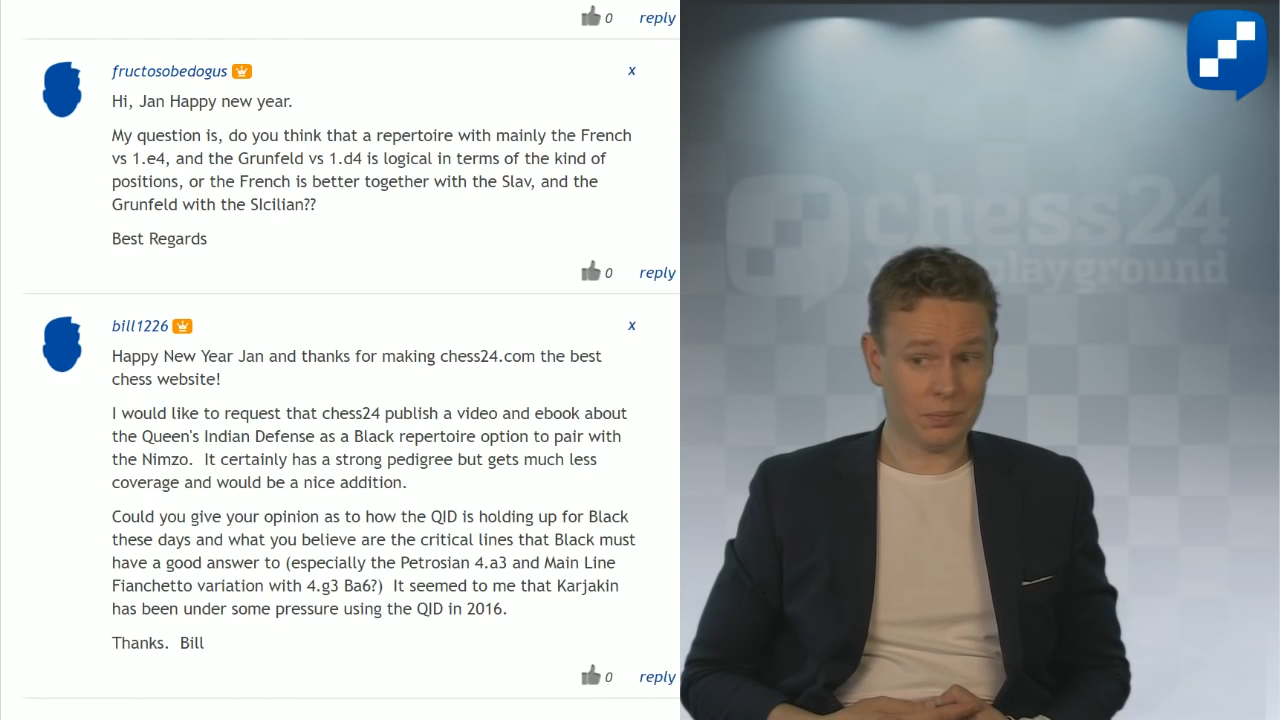 0 reply
fructosobedogus x
Hi, Jan Happy new year.
My question is, do you think that a repertoire with mainly the French
vs 1.e4, and the Grunfeld vs 1.d4 is logical in terms of the kind of
positions, or the French is better together with the Slav, and the
Grunfeld with the SIcilian??
Best Regards
0 reply
bill1226 x
Happy New Year Jan and thanks for making chess24.com the best
chess website!
I would like to request that chess24 publish a video and ebook about
the Queen's Indian Defense as a Black repertoire option to pair with
the Nimzo.  It certainly has a strong pedigree but gets much less
coverage and would be a nice addition.
Could you give your opinion as to how the QID is holding up for Black
these days and what you believe are the critical lines that Black must
have a good answer to (especially the Petrosian 4.a3 and Main Line
Fianchetto variation with 4.g3 Ba6?)  It seemed to me that Karjakin
has been under some pressure using the QID in 2016.
Thanks.  Bill
0 reply
chess24
playground